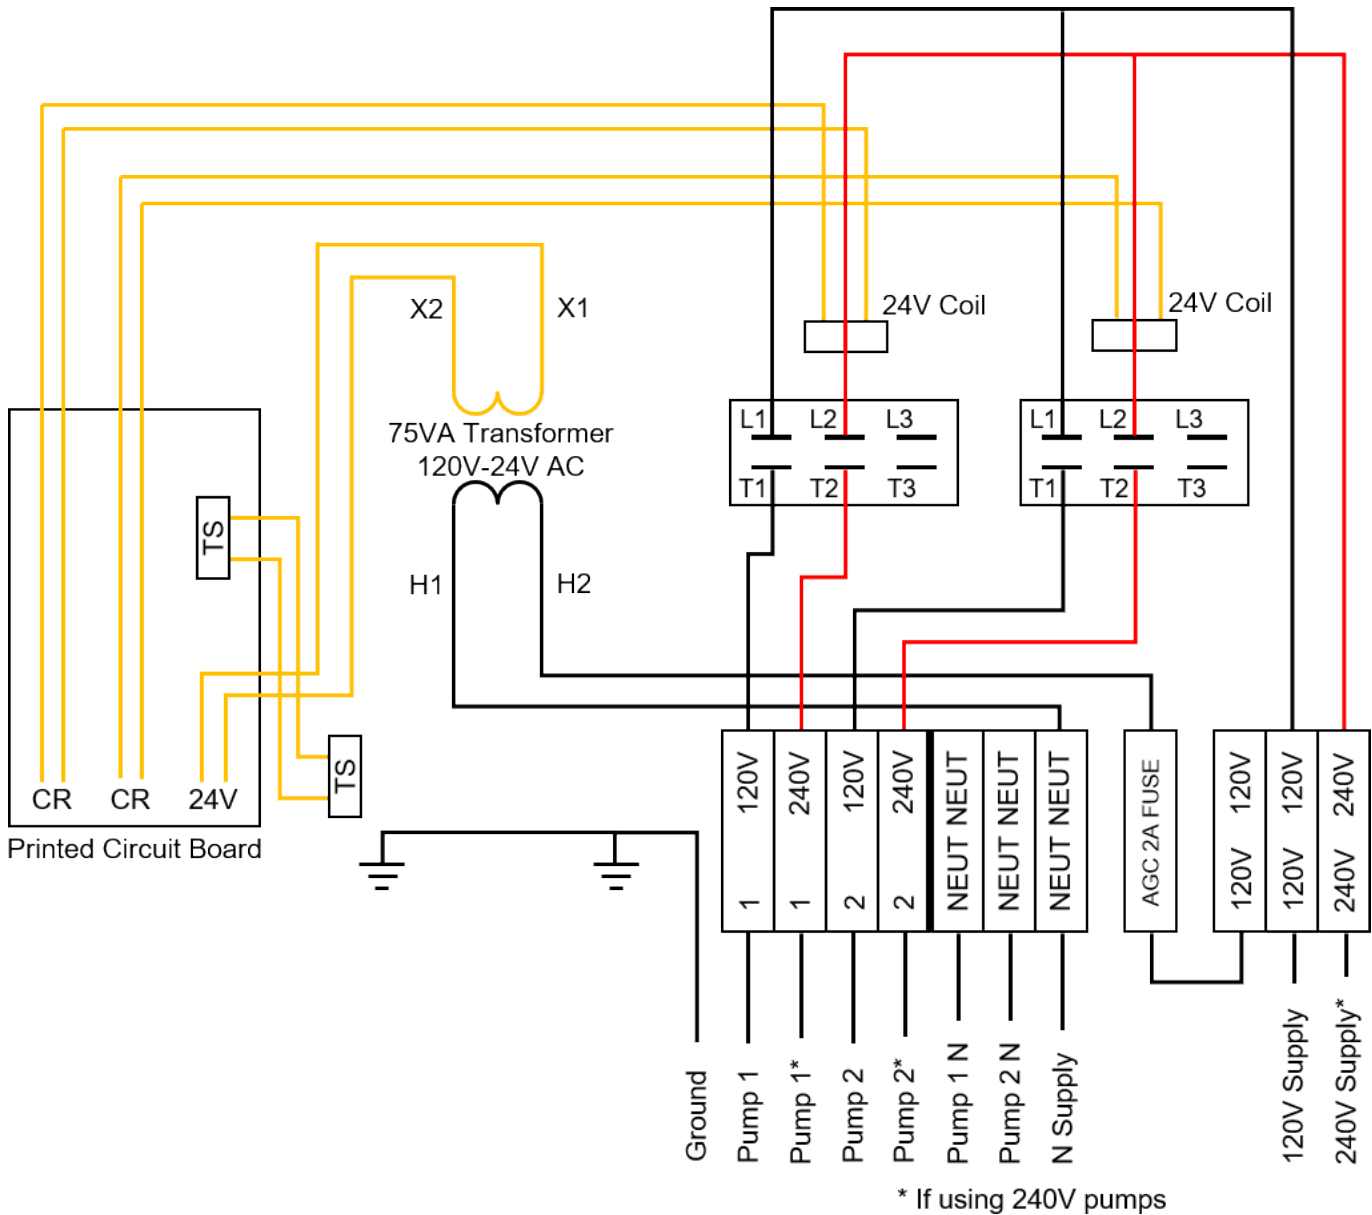 24V Coil
24V Coil
X2
X1
L1
L2
L3
L1
L2
L3
75VA Transformer
120V-24V AC
T1
T2
T3
T1
T2
T3
TS
H1
H2
TS
CR
CR
24V
Printed Circuit Board
120V
240V
120V
240V
NEUT NEUT
NEUT NEUT
NEUT NEUT
AGC 2A FUSE
120V 120V
120V 120V
240V 240V
1
1
2
2
Ground
Pump 1
Pump 1*
Pump 2
Pump 2*
Pump 1 N
Pump 2 N
N Supply
120V Supply
240V Supply*
* If using 240V pumps